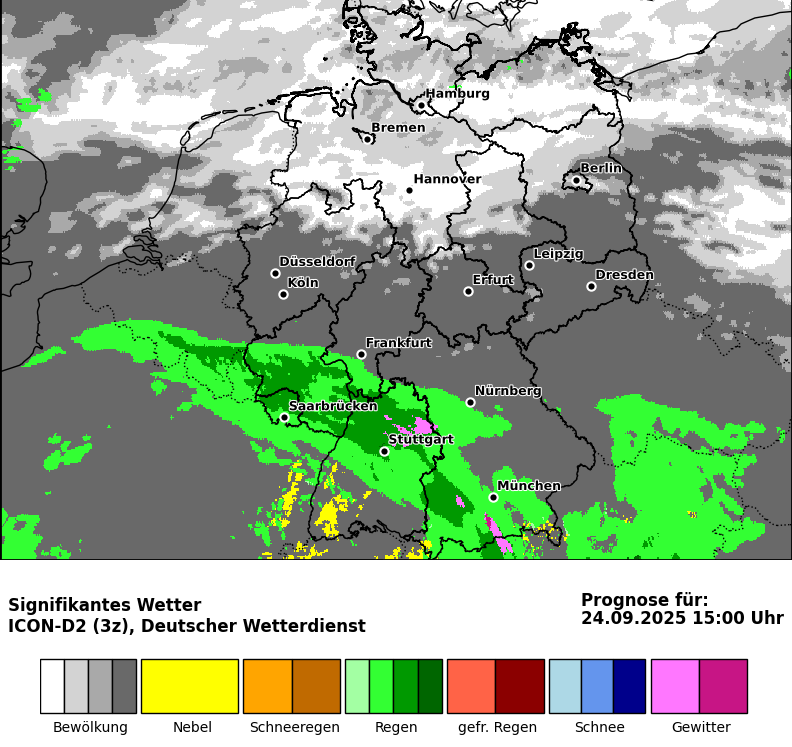 Hamburg
Bremen
Berlin
Hannover
Leipzig
Düsseldorf
Dresden
Erfurt
Köln
Frankfurt
Nürnberg
Saarbrücken
Stuttgart
München
Signifikantes Wetter
ICON-D2 (3z), Deutscher Wetterdienst
Prognose für:
24.09.2025 15:00 Uhr
Bewölkung Nebel Schneeregen Regen gefr. Regen Schnee Gewitter